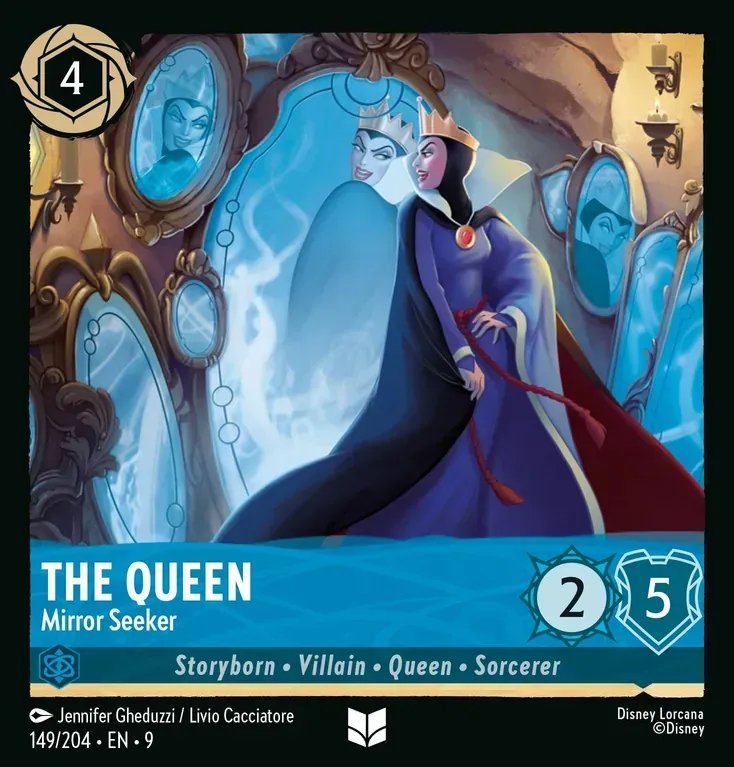 4
THE QUEEN
Mirror Seeker
2
5
Storyborn • Villain • Queen • Sorcerer
Jennifer Gheduzzi / Livio Cacciatore
149/204 • EN • 9
Disney Lorcana
©Disney